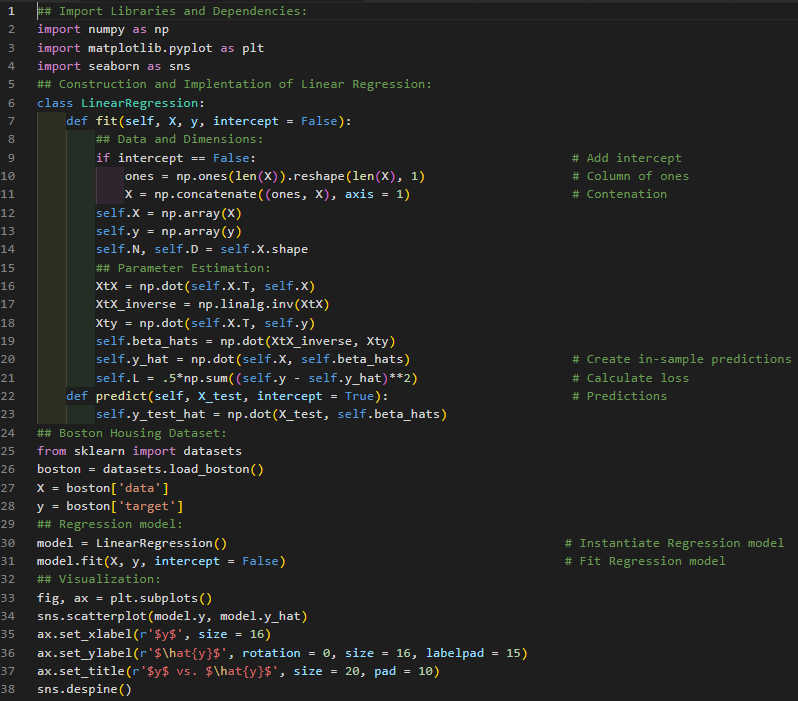 1 ## Import Libraries and Dependencies:
2 import numpy as np
3 import matplotlib.pyplot as plt
4 import seaborn as sns
5 ## Construction and Implentation of Linear Regression:
6 class LinearRegression:
7     def fit(self, X, y, intercept = False):
8         ## Data and Dimensions:
9         if intercept == False: # Add intercept
10             ones = np.ones(len(X)).reshape(len(X), 1) # Column of ones
11             X = np.concatenate((ones, X), axis = 1) # Contenation
12         self.X = np.array(X)
13         self.y = np.array(y)
14         self.N, self.D = self.X.shape
15         ## Parameter Estimation:
16         XtX = np.dot(self.X.T, self.X)
17         XtX_inverse = np.linalg.inv(XtX)
18         Xty = np.dot(self.X.T, self.y)
19         self.beta_hats = np.dot(XtX_inverse, Xty)
20         self.y_hat = np.dot(self.X, self.beta_hats) # Create in-sample predictions
21         self.L = .5*np.sum((self.y - self.y_hat)**2) # Calculate loss
22     def predict(self, X_test, intercept = True): # Predictions
23         self.y_test_hat = np.dot(X_test, self.beta_hats)
24 ## Boston Housing Dataset:
25 from sklearn import datasets
26 boston = datasets.load_boston()
27 X = boston['data']
28 y = boston['target']
29 ## Regression model:
30 model = LinearRegression() # Instantiate Regression model
31 model.fit(X, y, intercept = False) # Fit Regression model
32 ## Visualization:
33 fig, ax = plt.subplots()
34 sns.scatterplot(model.y, model.y_hat)
35 ax.set_xlabel(r'$y$', size = 16)
36 ax.set_ylabel(r'$\hat{y}$', rotation = 0, size = 16, labelpad = 15)
37 ax.set_title(r'$y$ vs. $\hat{y}$', size = 20, pad = 10)
38 sns.despine()